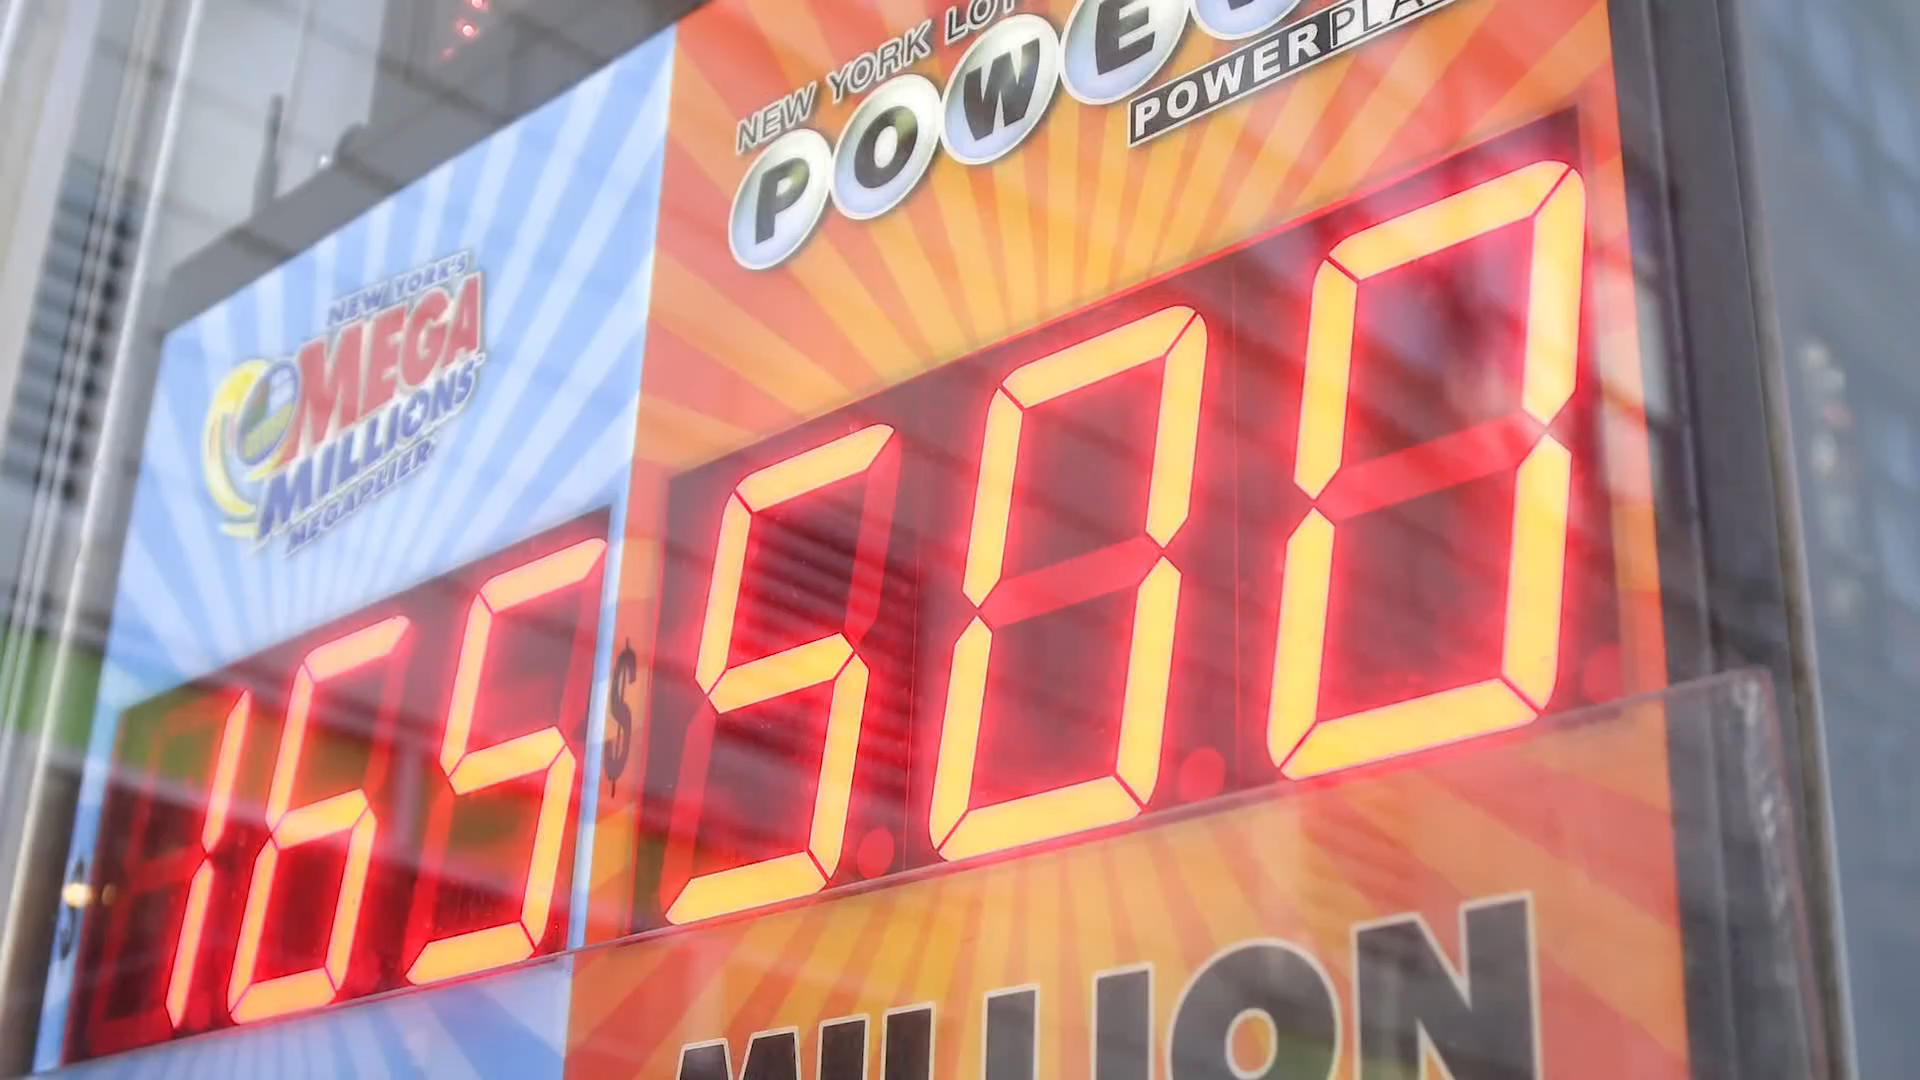 NEW YORK'S
MEGA
MILLIONS
MEGAPLIER
$ 165
NEW YORK LOT
POWE
POWERPLA
$ 500
MILLION